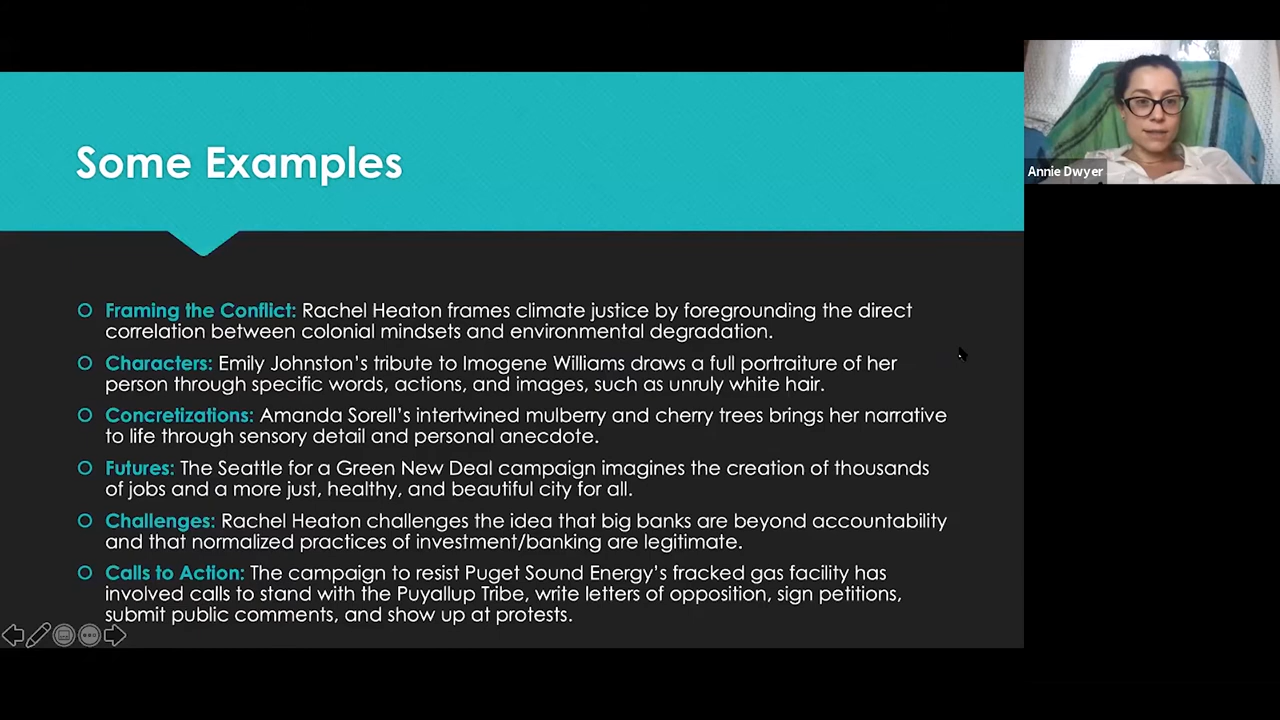 Some Examples
Annie Dwyer
Framing the Conflict: Rachel Heaton frames climate justice by foregrounding the direct
correlation between colonial mindsets and environmental degradation.
Characters: Emily Johnston's tribute to Imogene Williams draws a full portraiture of her
person through specific words, actions, and images, such as unruly white hair.
Concretizations: Amanda Sorell's intertwined mulberry and cherry trees brings her narrative
to life through sensory detail and personal anecdote.
Futures: The Seattle for a Green New Deal campaign imagines the creation of thousands
of jobs and a more just, healthy, and beautiful city for all.
Challenges: Rachel Heaton challenges the idea that big banks are beyond accountability
and that normalized practices of investment/banking are legitimate.
Calls to Action: The campaign to resist Puget Sound Energy's fracked gas facility has
involved calls to stand with the Puyallup Tribe, write letters of opposition, sign petitions,
submit public comments, and show up at protests.